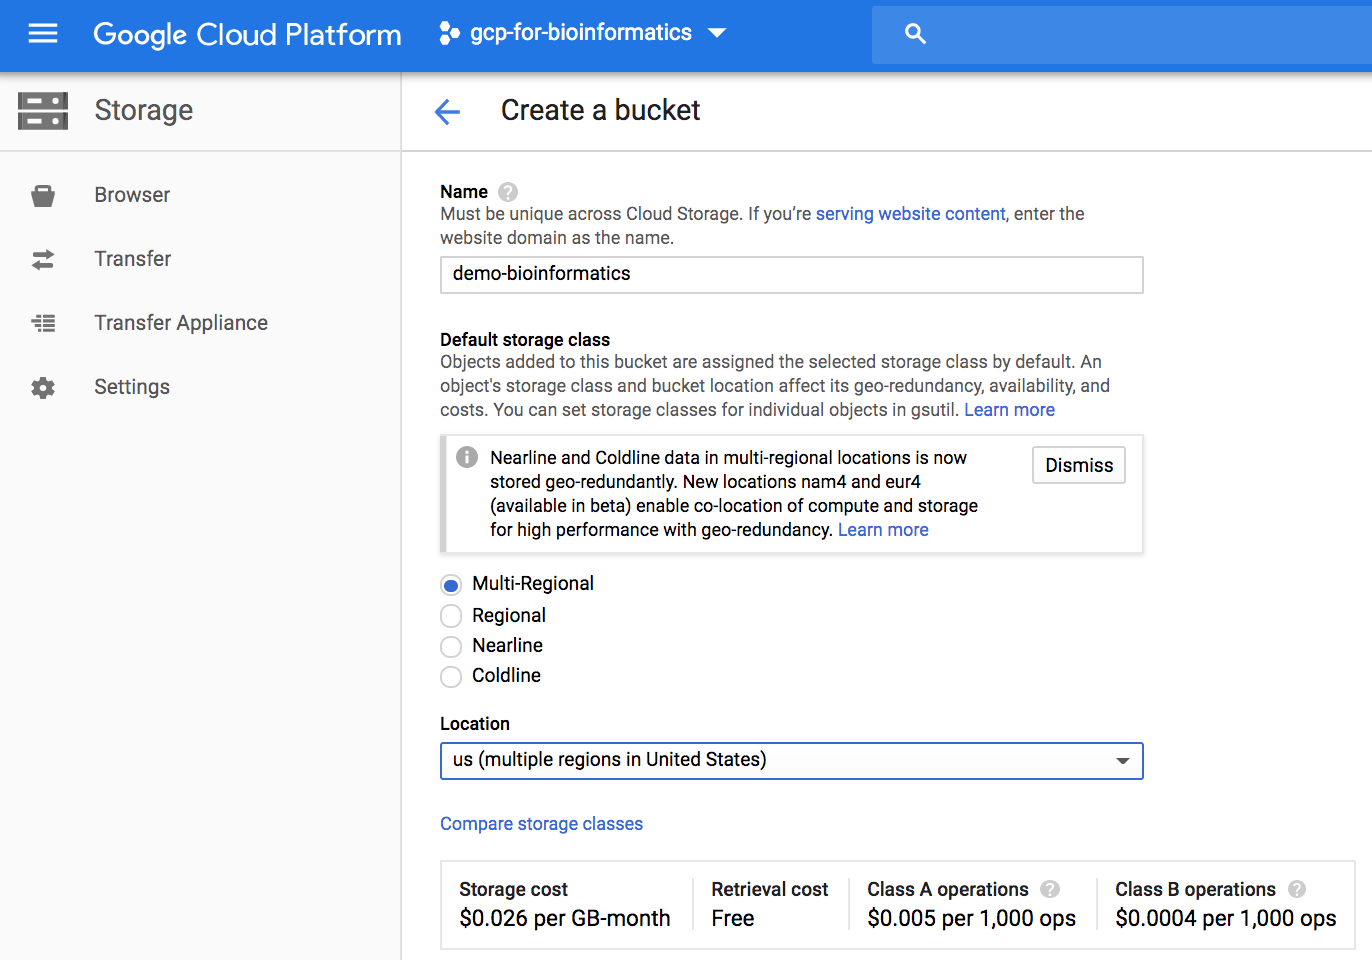 Google Cloud Platform
gcp-for-bioinformatics
Storage
Create a bucket
Browser
Transfer
Transfer Appliance
Settings
Name
Must be unique across Cloud Storage. If you’re serving website content, enter the
website domain as the name.
demo-bioinformatics
Default storage class
Objects added to this bucket are assigned the selected storage class by default. An
object's storage class and bucket location affect its geo-redundancy, availability, and
costs. You can set storage classes for individual objects in gsutil. Learn more
Nearline and Coldline data in multi-regional locations is now
stored geo-redundantly. New locations nam4 and eur4
(available in beta) enable co-location of compute and storage
for high performance with geo-redundancy. Learn more
Dismiss
Multi-Regional
Regional
Nearline
Coldline
Location
us (multiple regions in United States)
Compare storage classes
Storage cost
$0.026 per GB-month
Retrieval cost
Free
Class A operations
$0.005 per 1,000 ops
Class B operations
$0.0004 per 1,000 ops